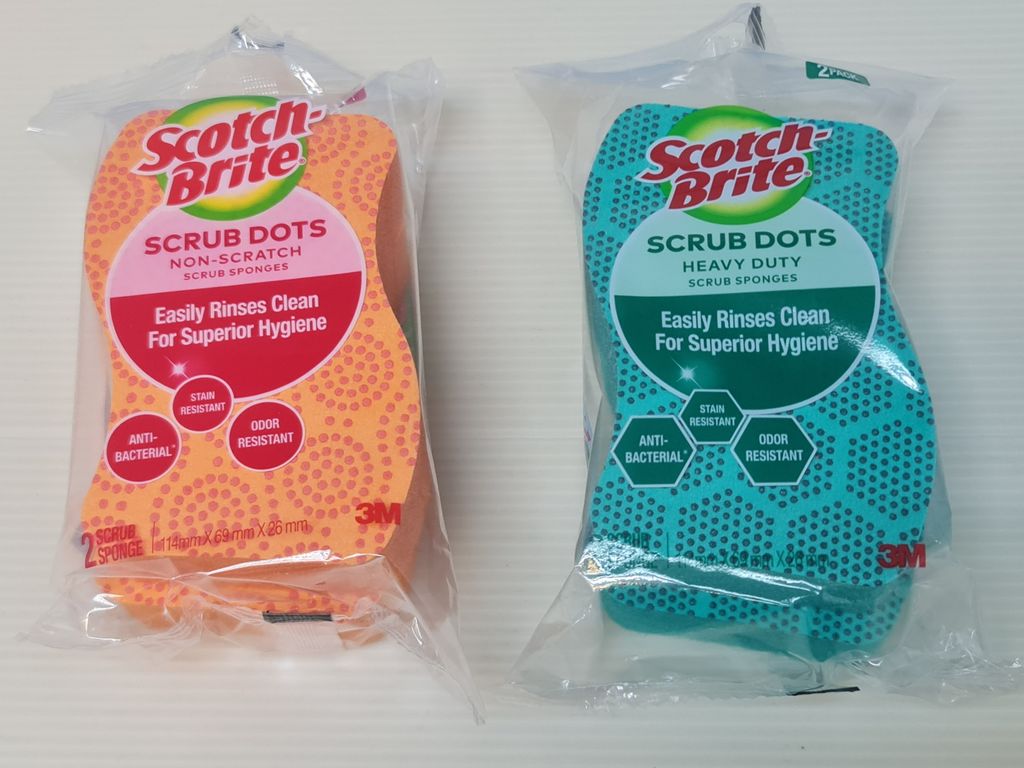 Scotch-
Brite
SCRUB DOTS
NON-SCRATCH
SCRUB SPONGES
Easily Rinses Clean
For Superior Hygiene
STAIN
RESISTANT
ANTI-
BACTERIAL™
ODOR
RESISTANT
3M
2 SCRUB
SPONGE
114mm X 69 mm X 26 mm
2 PACK
Scotch-
Brite
SCRUB DOTS
HEAVY DUTY
SCRUB SPONGES
Easily Rinses Clean
For Superior Hygiene
STAIN
RESISTANT
ANTI-
BACTERIAL
ODOR
RESISTANT
SCRUB
3M